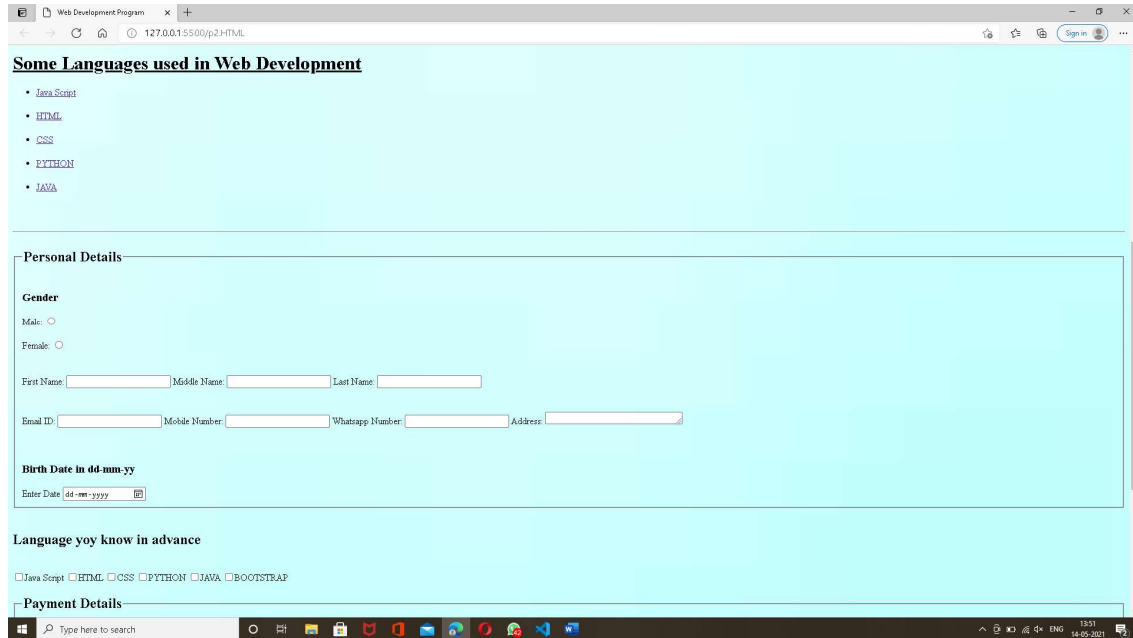 Web Development Program
127.0.0.1:5500/p2.HTML
Sign in
Some Languages used in Web Development
Java Script
HTML
CSS
PYTHON
JAVA
Personal Details
Gender
Male:
Female:
First Name: Middle Name: Last Name:
Email ID: Mobile Number: Whatsapp Number: Address:
Birth Date in dd-mm-yy
Enter Date dd-mm-yyyy
Language yoy know in advance
Java Script HTML CSS PYTHON JAVA BOOTSTRAP
Payment Details
Type here to search
42
W
ENG
13:51
14-05-2021